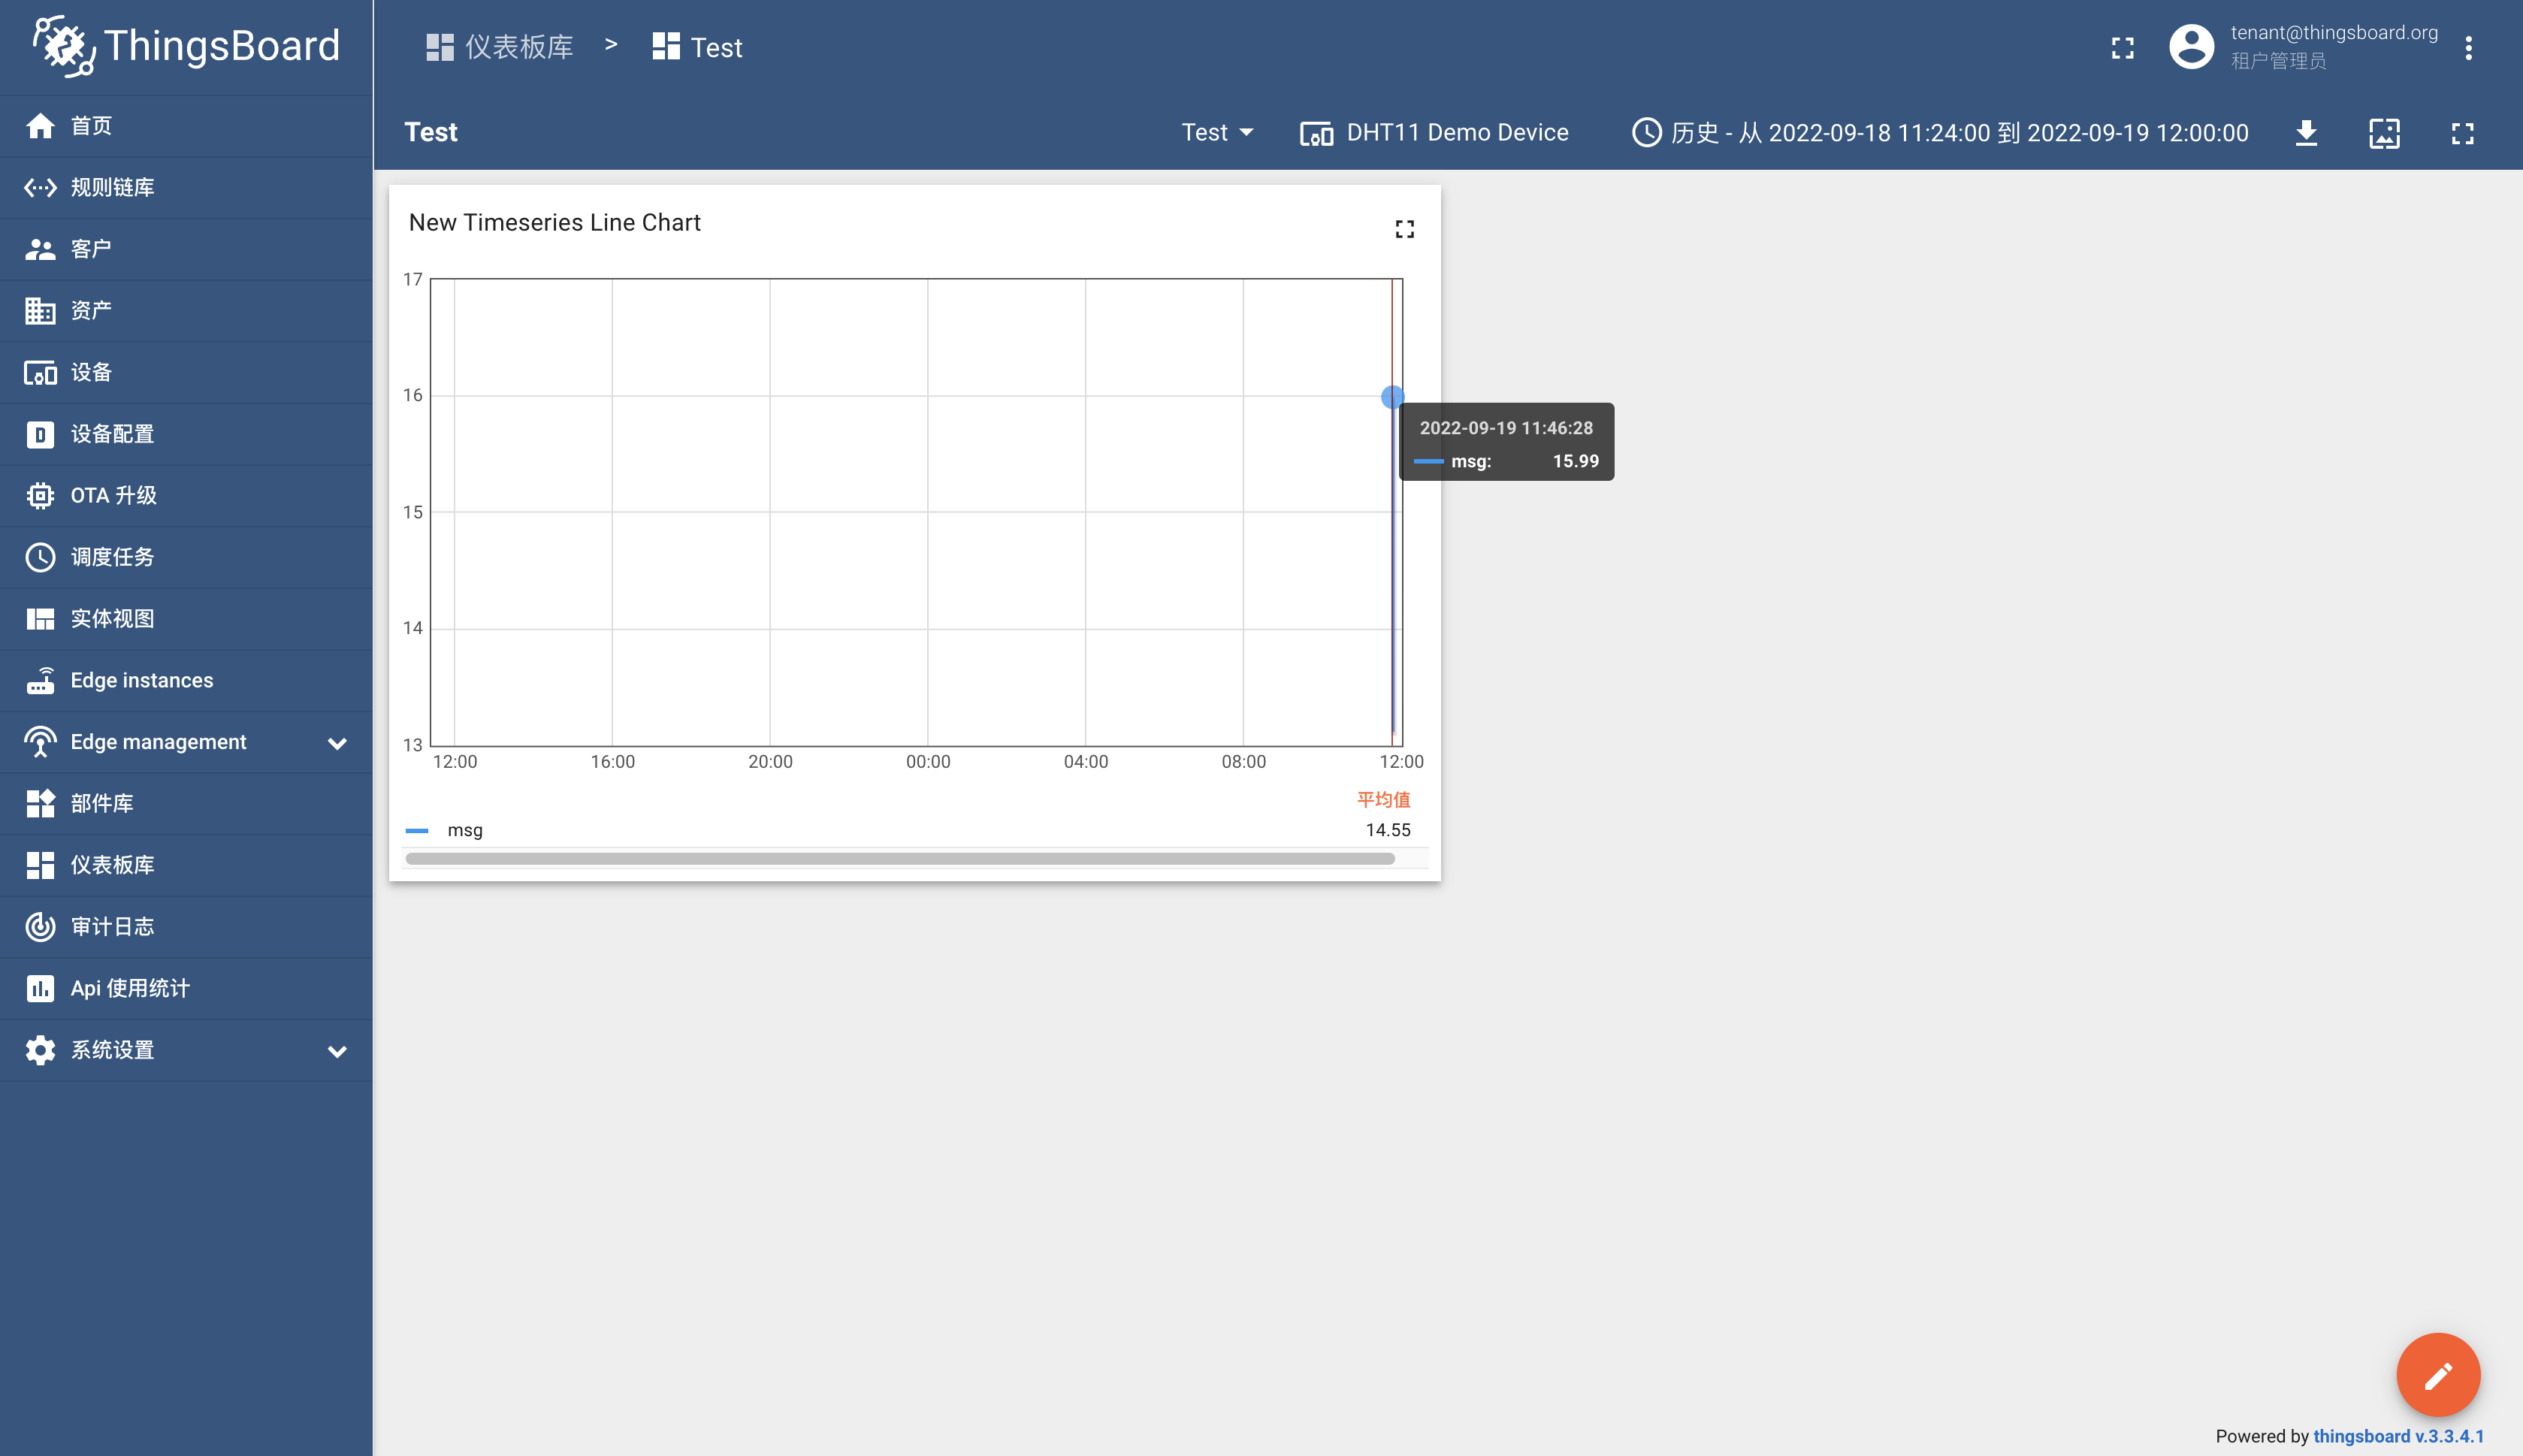 ThingsBoard
首页
规则链库
客户
资产
设备
设备配置
OTA 升级
调度任务
实体视图
Edge instances
Edge management
部件库
仪表板库
审计日志
Api 使用统计
系统设置
仪表板库 > Test
tenant@thingsboard.org
租户管理员
Test
Test
DHT11 Demo Device
历史 - 从 2022-09-18 11:24:00 到 2022-09-19 12:00:00
New Timeseries Line Chart
17
16
15
14
13
12:00 16:00 20:00 00:00 04:00 08:00 12:00
2022-09-19 11:46:28
msg: 15.99
平均值
msg 14.55
Powered by thingsboard v.3.3.4.1